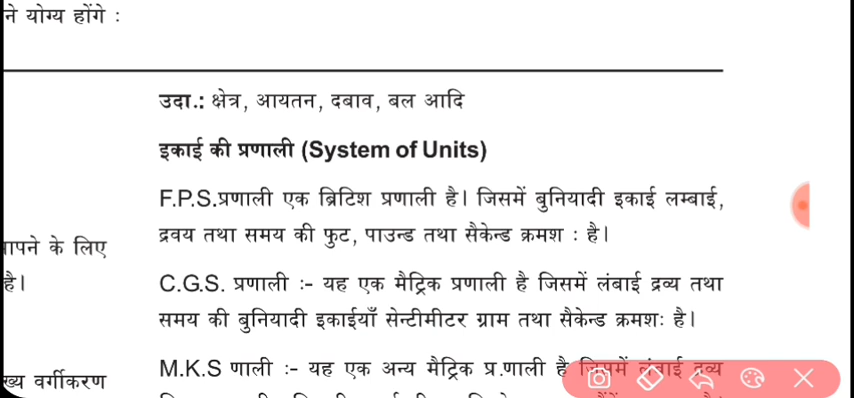 ने योग्य होंगे :
उदा.: क्षेत्र, आयतन, दबाव, बल आदि
इकाई की प्रणाली (System of Units)
F.P.S.प्रणाली एक ब्रिटिश प्रणाली है। जिसमें बुनियादी इकाई लम्बाई,
द्रवय तथा समय की फुट, पाउन्ड तथा सैकेन्ड क्रमश : है।
ापने के लिए
है।
C.G.S. प्रणाली :- यह एक मैट्रिक प्रणाली है जिसमें लंबाई द्रव्य तथा
समय की बुनियादी इकाईयाँ सेन्टीमीटर ग्राम तथा सैकेन्ड क्रमशः है।
M.K.S णाली :- यह एक अन्य मैट्रिक प्र.णाली है जिसमें लंबाई द्रव्य
ख्य वर्गीकरण